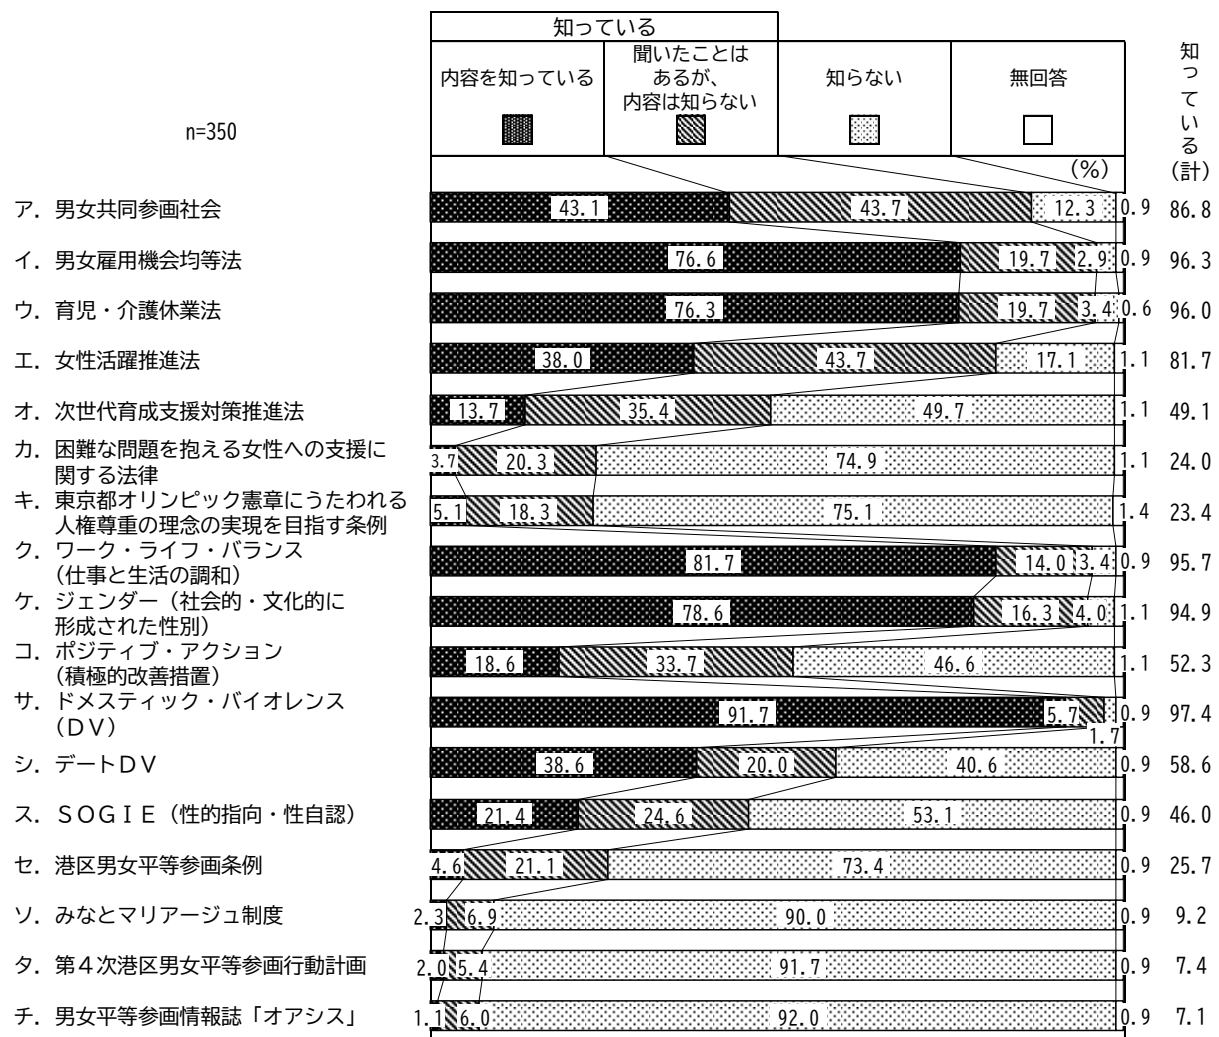 知っている
内容を知っている
聞いたことは
あるが、
内容は知らない
知らない
無回答
知っている(計)
n=350
(%)
ア．男女共同参画社会 43.1 43.7 12.3 0.9 86.8
イ．男女雇用機会均等法 76.6 19.7 2.9 0.9 96.3
ウ．育児・介護休業法 76.3 19.7 3.4 0.6 96.0
エ．女性活躍推進法 38.0 43.7 17.1 1.1 81.7
オ．次世代育成支援対策推進法 13.7 35.4 49.7 1.1 49.1
カ．困難な問題を抱える女性への支援に
関する法律 3.7 20.3 74.9 1.1 24.0
キ．東京都オリンピック憲章にうたわれる
人権尊重の理念の実現を目指す条例 5.1 18.3 75.1 1.4 23.4
ク．ワーク・ライフ・バランス
（仕事と生活の調和） 81.7 14.0 3.4 0.9 95.7
ケ．ジェンダー（社会的・文化的に
形成された性別） 78.6 16.3 4.0 1.1 94.9
コ．ポジティブ・アクション
（積極的改善措置） 18.6 33.7 46.6 1.1 52.3
サ．ドメスティック・バイオレンス
（ＤＶ） 91.7 5.7 1.7 0.9 97.4
シ．デートＤＶ 38.6 20.0 40.6 0.9 58.6
ス．ＳＯＧＩＥ（性的指向・性自認） 21.4 24.6 53.1 0.9 46.0
セ．港区男女平等参画条例 4.6 21.1 73.4 0.9 25.7
ソ．みなとマリアージュ制度 2.3 6.9 90.0 0.9 9.2
タ．第４次港区男女平等参画行動計画 2.0 5.4 91.7 0.9 7.4
チ．男女平等参画情報誌「オアシス」 1.1 6.0 92.0 0.9 7.1